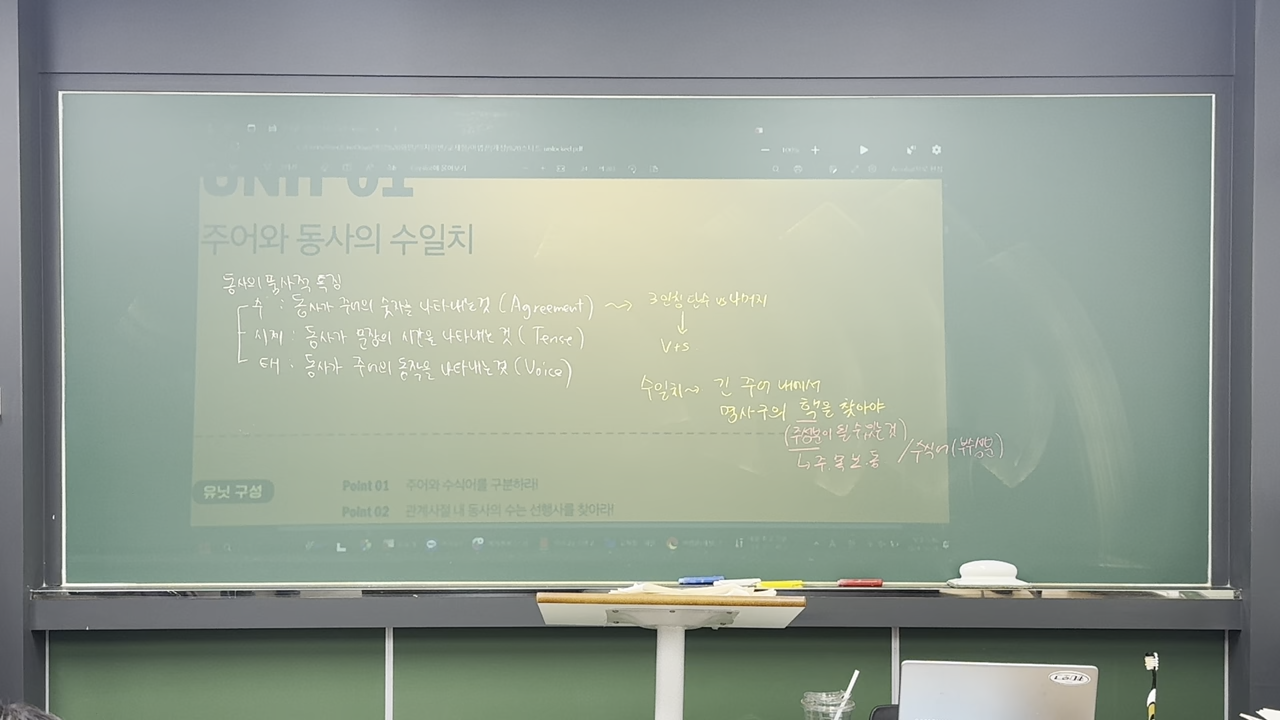 UNIT 01
주어와 동사의 수일치
동사의 품사적 특징
수 : 동사가 주어의 숫자를 나타내는것 (Agreement) → 3인칭단수 vs 나머지
↓
V+s
시제 : 동사가 문장의 시간을 나타내는 것 (Tense)
태 : 동사가 주어의 동작을 나타내는것 (Voice)
수일치→ 긴 주어 내에서
명사구의 핵을 찾아야
(주성분이 될 수 있는 것)
↳ 주. 목. 보. 동 / 수식어(부성분)
유닛 구성
Point 01 주어와 수식어를 구분하라!
Point 02 관계사절 내 동사의 수는 선행사를 찾아라!